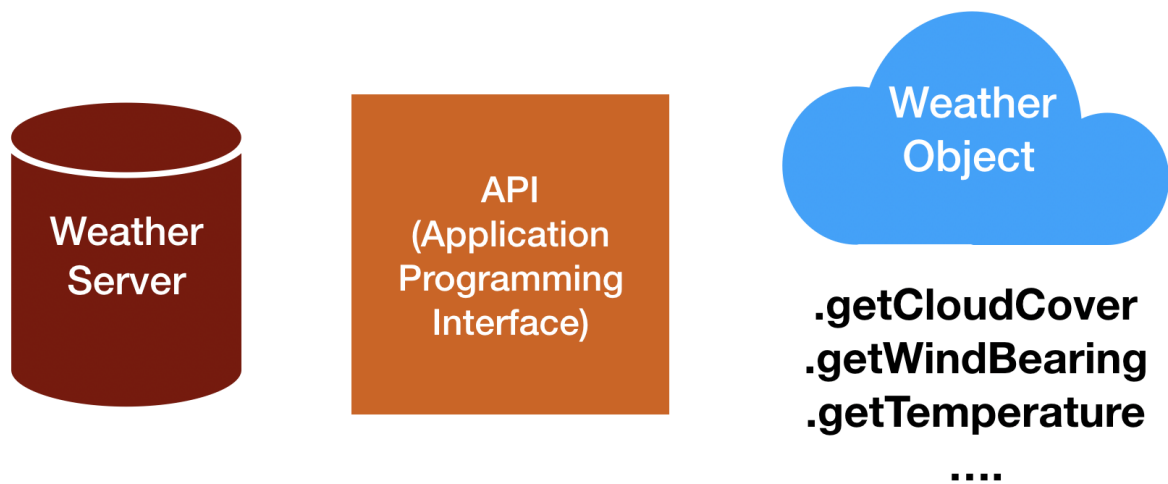 Weather
Server
API
(Application
Programming
Interface)
Weather
Object
.getCloudCover
.getWindBearing
.getTemperature
....